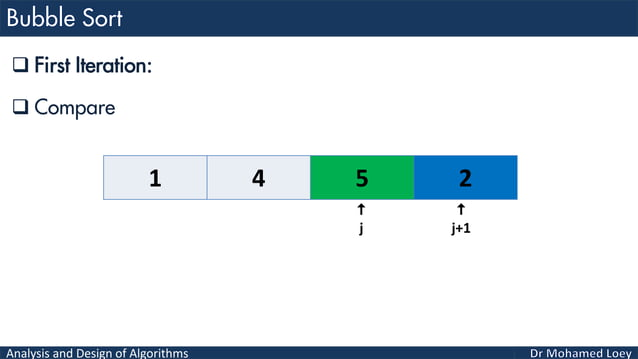 Bubble Sort
❑ First Iteration:
❑ Compare
1 4 5 2
↑ ↑
j j+1
Analysis and Design of Algorithms Dr Mohamed Loey